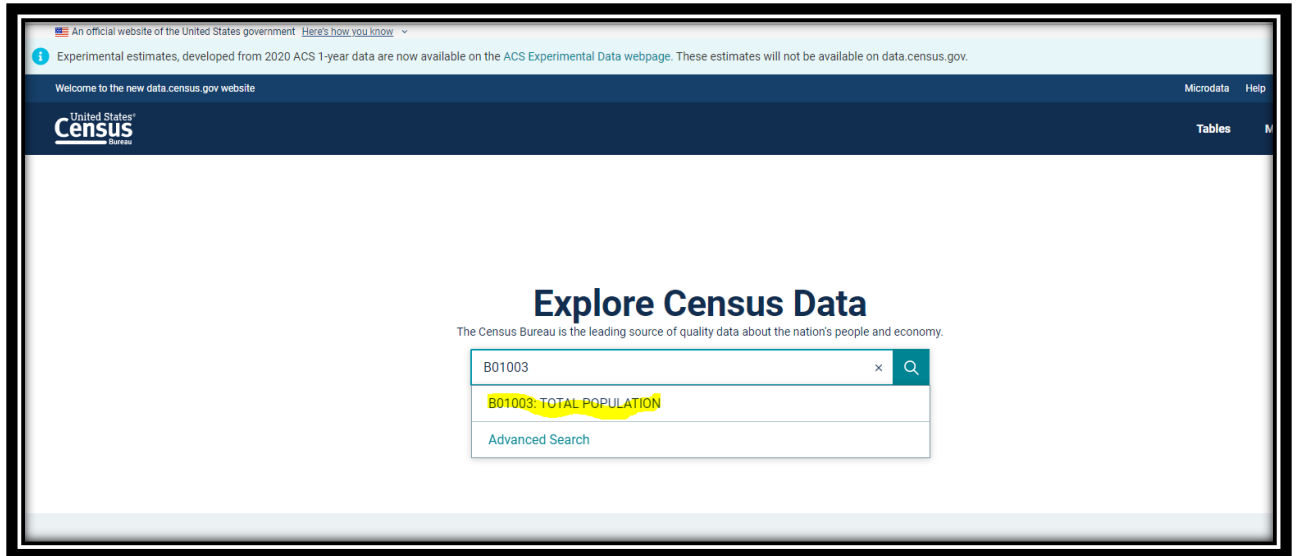 An official website of the United States government Here's how you know
Experimental estimates, developed from 2020 ACS 1-year data are now available on the ACS Experimental Data webpage. These estimates will not be available on data.census.gov.
Welcome to the new data.census.gov website Microdata Help
United States®
Census
Bureau
Tables M
Explore Census Data
The Census Bureau is the leading source of quality data about the nation's people and economy.
B01003 ×
B01003: TOTAL POPULATION
Advanced Search